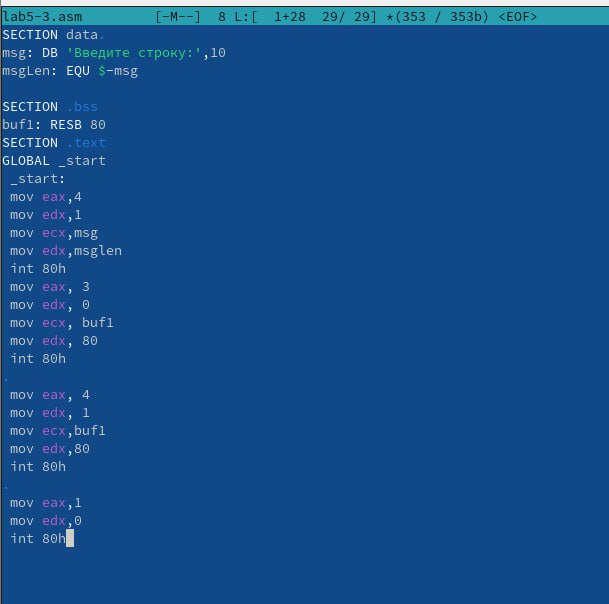 lab5-3.asm [-M--] 8 L:[ 1+28 29/ 29] *(353 / 353b) <EOF>
SECTION data.
msg: DB 'Введите строку:',10
msgLen: EQU $-msg
SECTION .bss
buf1: RESB 80
SECTION .text
GLOBAL _start
_start:
mov eax,4
mov edx,1
mov ecx,msg
mov edx,msglen
int 80h
mov eax, 3
mov edx, 0
mov ecx, buf1
mov edx, 80
int 80h
.
mov eax, 4
mov edx, 1
mov ecx,buf1
mov edx,80
int 80h
.
mov eax,1
mov edx,0
int 80h